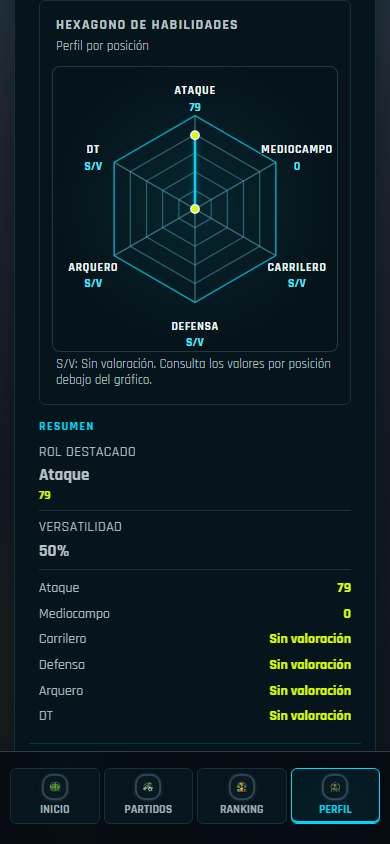 HEXAGONO DE HABILIDADES
Perfil por posición
ATAQUE
79
DT
S/V
MEDIOCAMPO
0
ARQUERO
S/V
CARRILERO
S/V
DEFENSA
S/V
S/V: Sin valoración. Consulta los valores por posición
debajo del gráfico.
RESUMEN
ROL DESTACADO
Ataque
79
VERSATILIDAD
50%
Ataque 79
Mediocampo 0
Carrilero Sin valoración
Defensa Sin valoración
Arquero Sin valoración
DT Sin valoración
INICIO PARTIDOS RANKING PERFIL